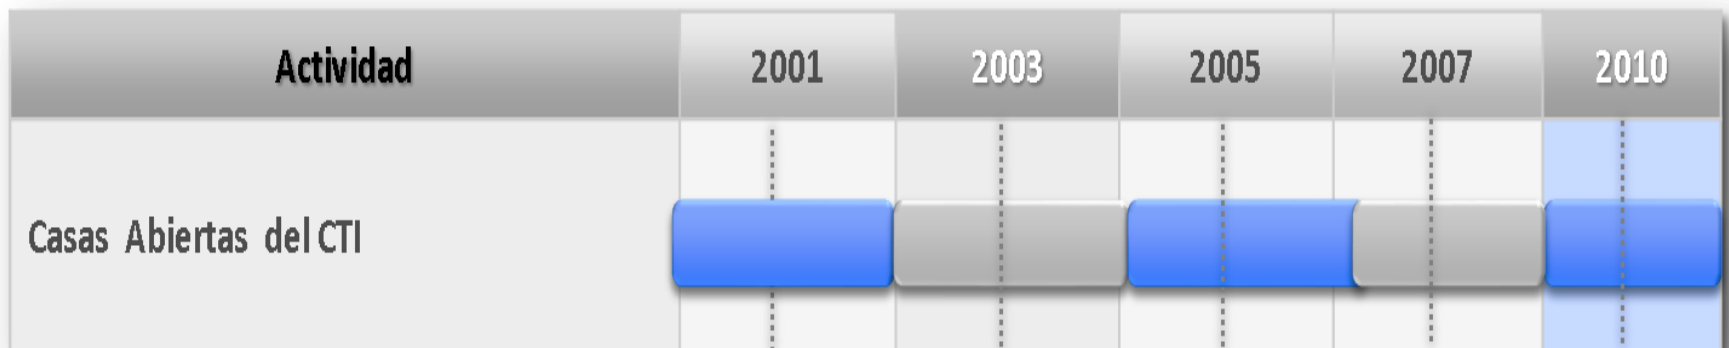 Actividad 2001 2003 2005 2007 2010
Casas Abiertas del CTI